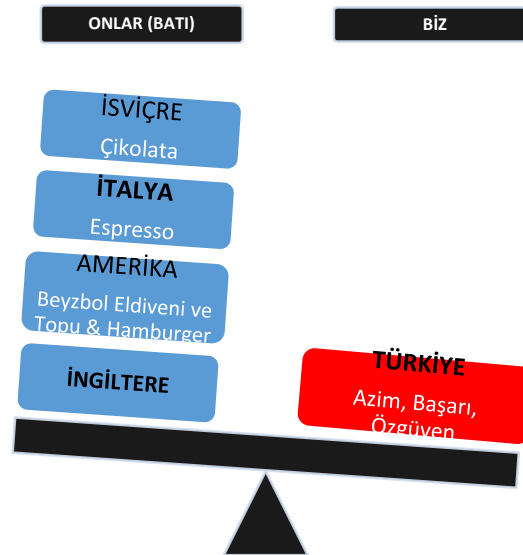 ONLAR (BATI)
BİZ
İSVİÇRE
Çikolata
İTALYA
Espresso
AMERİKA
Beyzbol Eldiveni ve
Topu & Hamburger
İNGİLTERE
TÜRKİYE
Azim, Başarı,
Özgüven